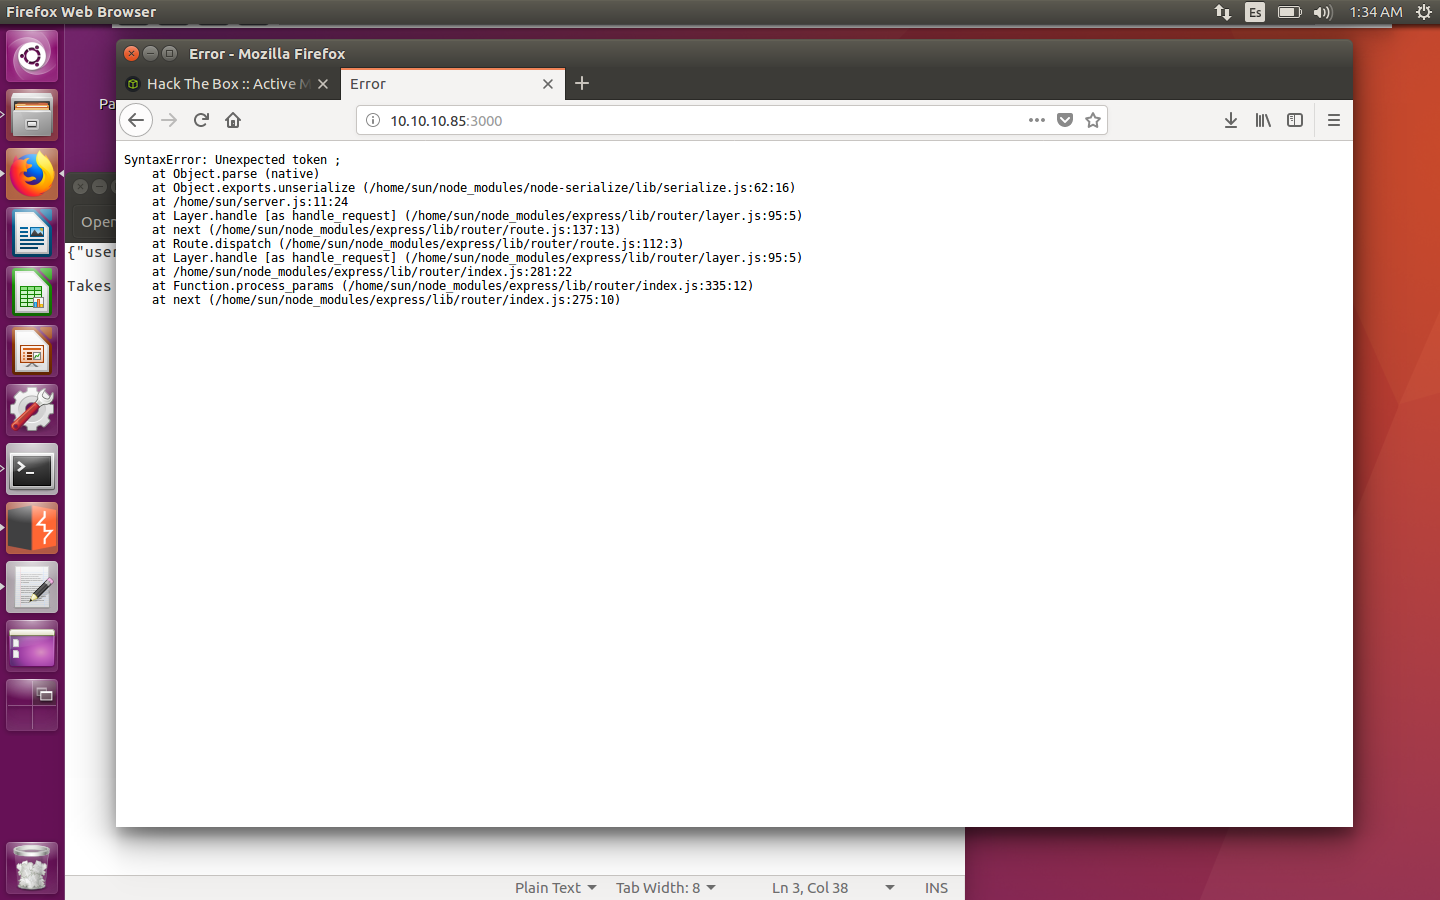 Firefox Web Browser
Es
1:34 AM
Pa
Error - Mozilla Firefox
Hack The Box :: Active M
Error
10.10.10.85:3000
SyntaxError: Unexpected token ;
    at Object.parse (native)
    at Object.exports.unserialize (/home/sun/node_modules/node-serialize/lib/serialize.js:62:16)
    at /home/sun/server.js:11:24
    at Layer.handle [as handle_request] (/home/sun/node_modules/express/lib/router/layer.js:95:5)
    at next (/home/sun/node_modules/express/lib/router/route.js:137:13)
    at Route.dispatch (/home/sun/node_modules/express/lib/router/route.js:112:3)
    at Layer.handle [as handle_request] (/home/sun/node_modules/express/lib/router/layer.js:95:5)
    at /home/sun/node_modules/express/lib/router/index.js:281:22
    at Function.process_params (/home/sun/node_modules/express/lib/router/index.js:335:12)
    at next (/home/sun/node_modules/express/lib/router/index.js:275:10)
Open
{"user
Takes
Plain Text
Tab Width: 8
Ln 3, Col 38
INS